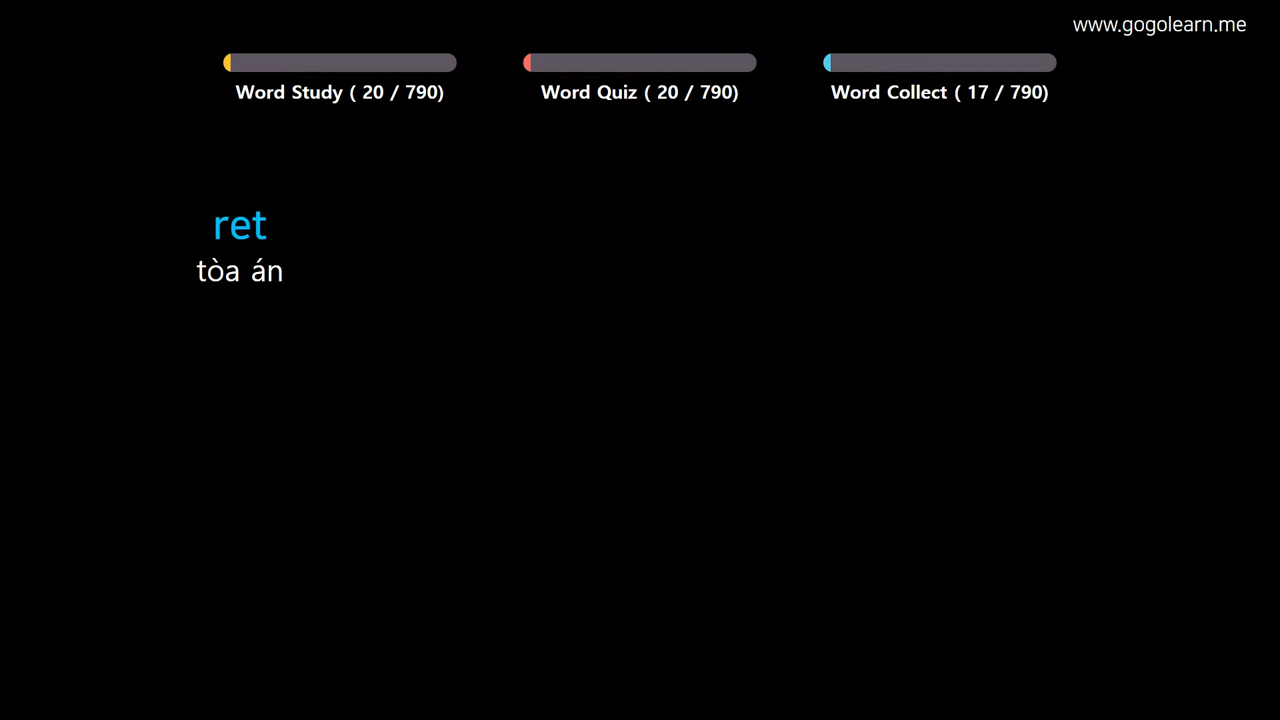 www.gogolearn.me
Word Study ( 20 / 790)
Word Quiz ( 20 / 790)
Word Collect ( 17 / 790)
ret
tòa án